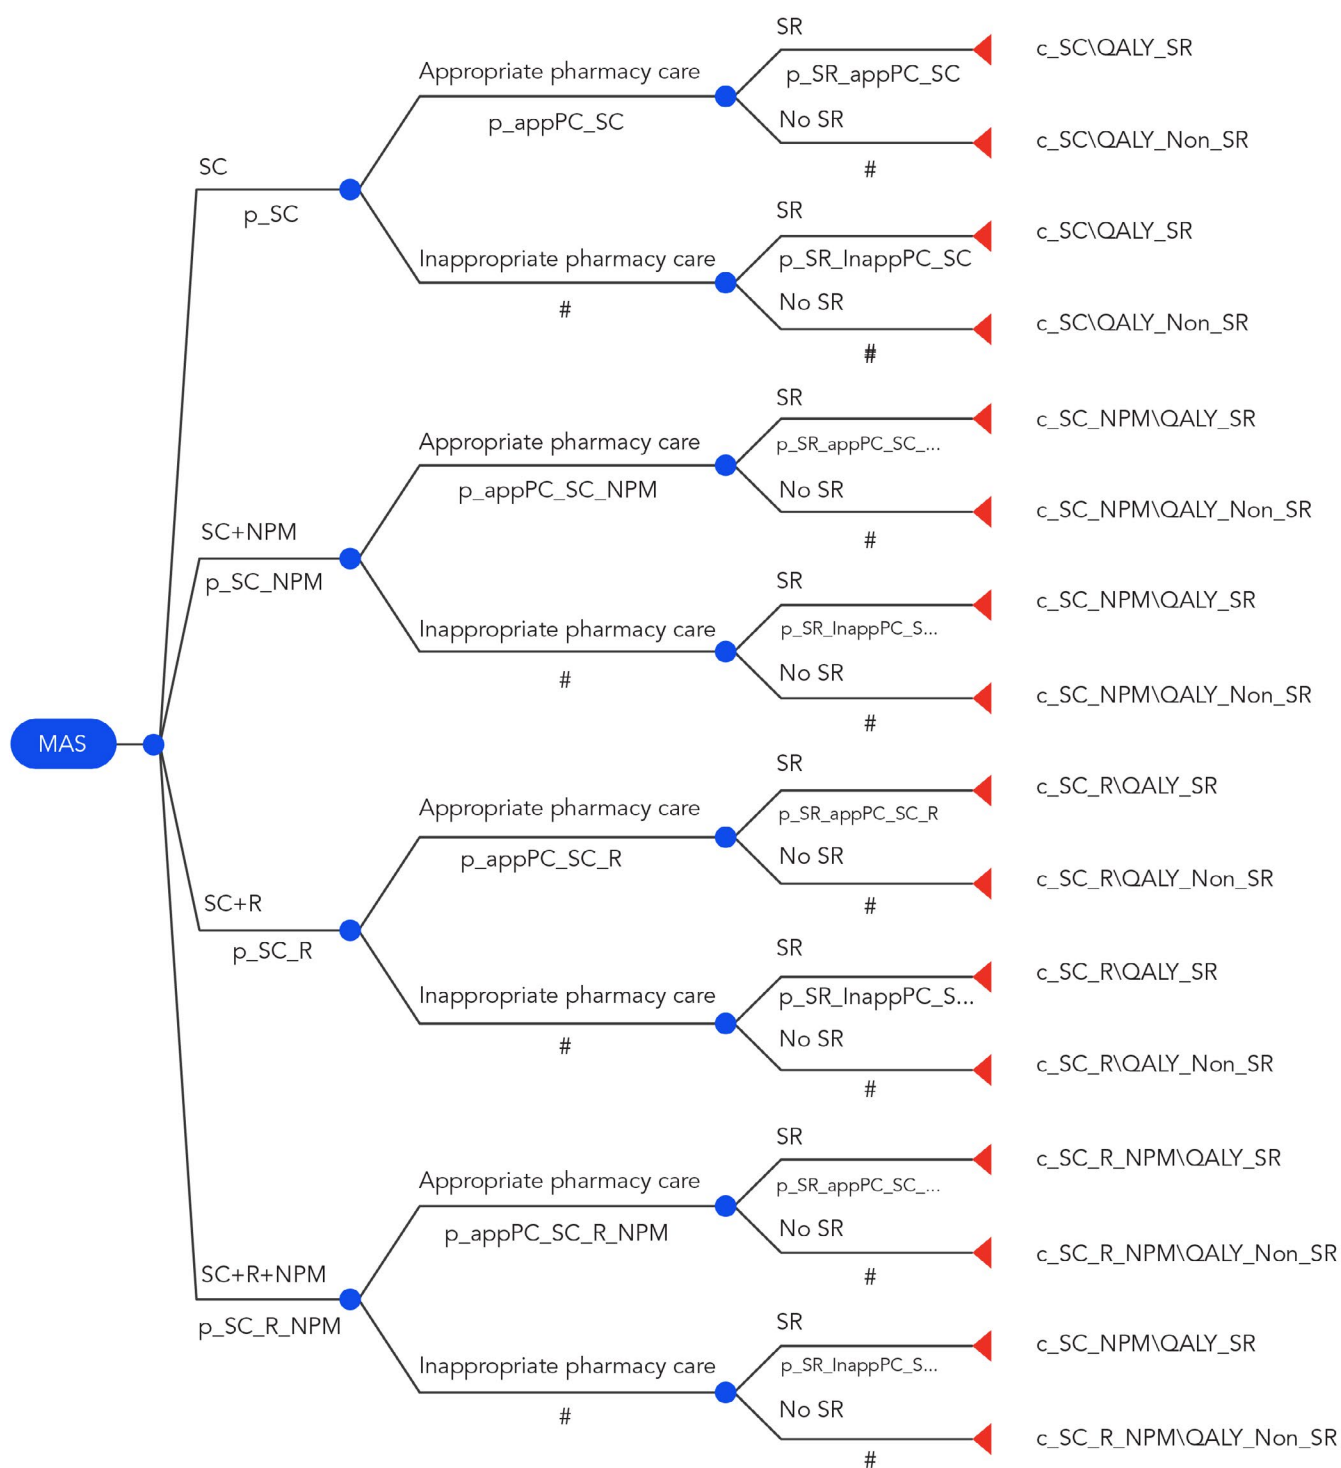 SR
c_SC\QALY_SR
Appropriate pharmacy care
p_SR_appPC_SC
p_appPC_SC
No SR
c_SC\QALY_Non_SR
#
SC
p_SC
SR
c_SC\QALY_SR
Inappropriate pharmacy care
p_SR_InappPC_SC
#
No SR
c_SC\QALY_Non_SR
#
SR
c_SC_NPM\QALY_SR
Appropriate pharmacy care
p_SR_appPC_SC_...
p_appPC_SC_NPM
No SR
c_SC_NPM\QALY_Non_SR
#
SC+NPM
p_SC_NPM
SR
c_SC_NPM\QALY_SR
Inappropriate pharmacy care
p_SR_InappPC_S...
#
No SR
c_SC_NPM\QALY_Non_SR
#
MAS
SR
c_SC_R\QALY_SR
Appropriate pharmacy care
p_SR_appPC_SC_R
p_appPC_SC_R
No SR
c_SC_R\QALY_Non_SR
#
SC+R
p_SC_R
SR
c_SC_R\QALY_SR
Inappropriate pharmacy care
p_SR_InappPC_S...
#
No SR
c_SC_R\QALY_Non_SR
#
SR
c_SC_R_NPM\QALY_SR
Appropriate pharmacy care
p_SR_appPC_SC_...
p_appPC_SC_R_NPM
No SR
c_SC_R_NPM\QALY_Non_SR
#
SC+R+NPM
p_SC_R_NPM
SR
c_SC_NPM\QALY_SR
Inappropriate pharmacy care
p_SR_InappPC_S...
#
No SR
c_SC_R_NPM\QALY_Non_SR
#